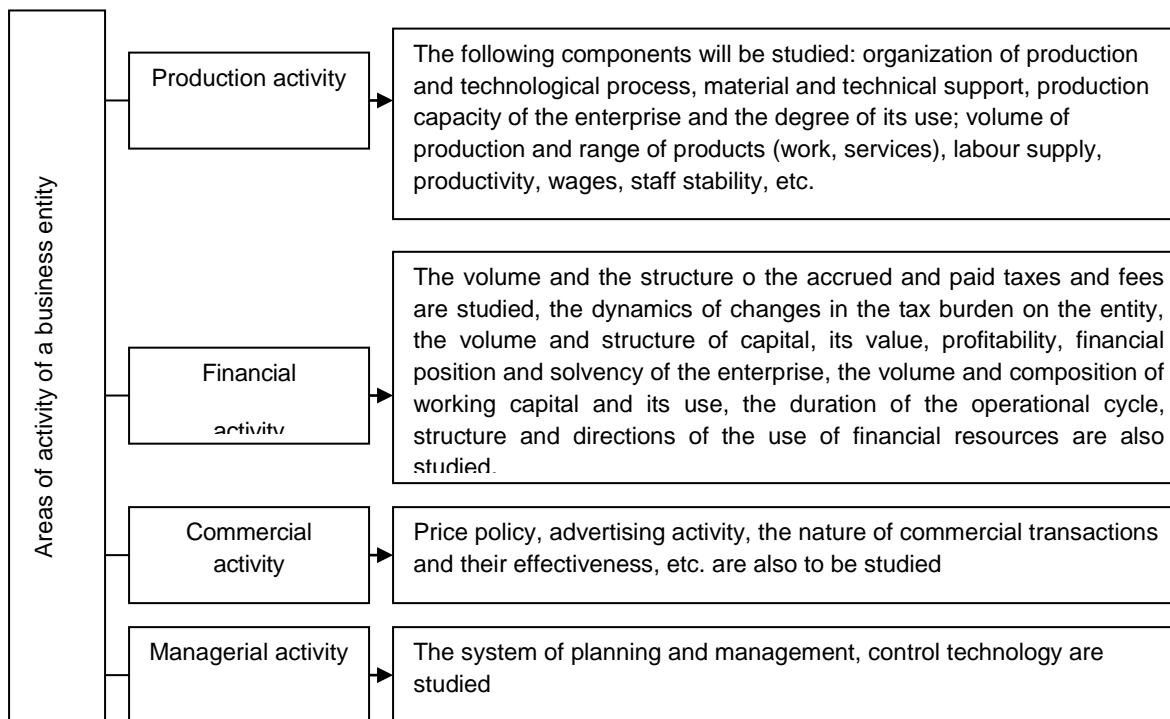 Areas of activity of a business entity
Production activity
The following components will be studied: organization of production
and technological process, material and technical support, production
capacity of the enterprise and the degree of its use; volume of
production and range of products (work, services), labour supply,
productivity, wages, staff stability, etc.
Financial
activity
The volume and the structure o the accrued and paid taxes and fees
are studied, the dynamics of changes in the tax burden on the entity,
the volume and structure of capital, its value, profitability, financial
position and solvency of the enterprise, the volume and composition of
working capital and its use, the duration of the operational cycle,
structure and directions of the use of financial resources are also
studied.
Commercial
activity
Price policy, advertising activity, the nature of commercial transactions
and their effectiveness, etc. are also to be studied
Managerial activity
The system of planning and management, control technology are
studied